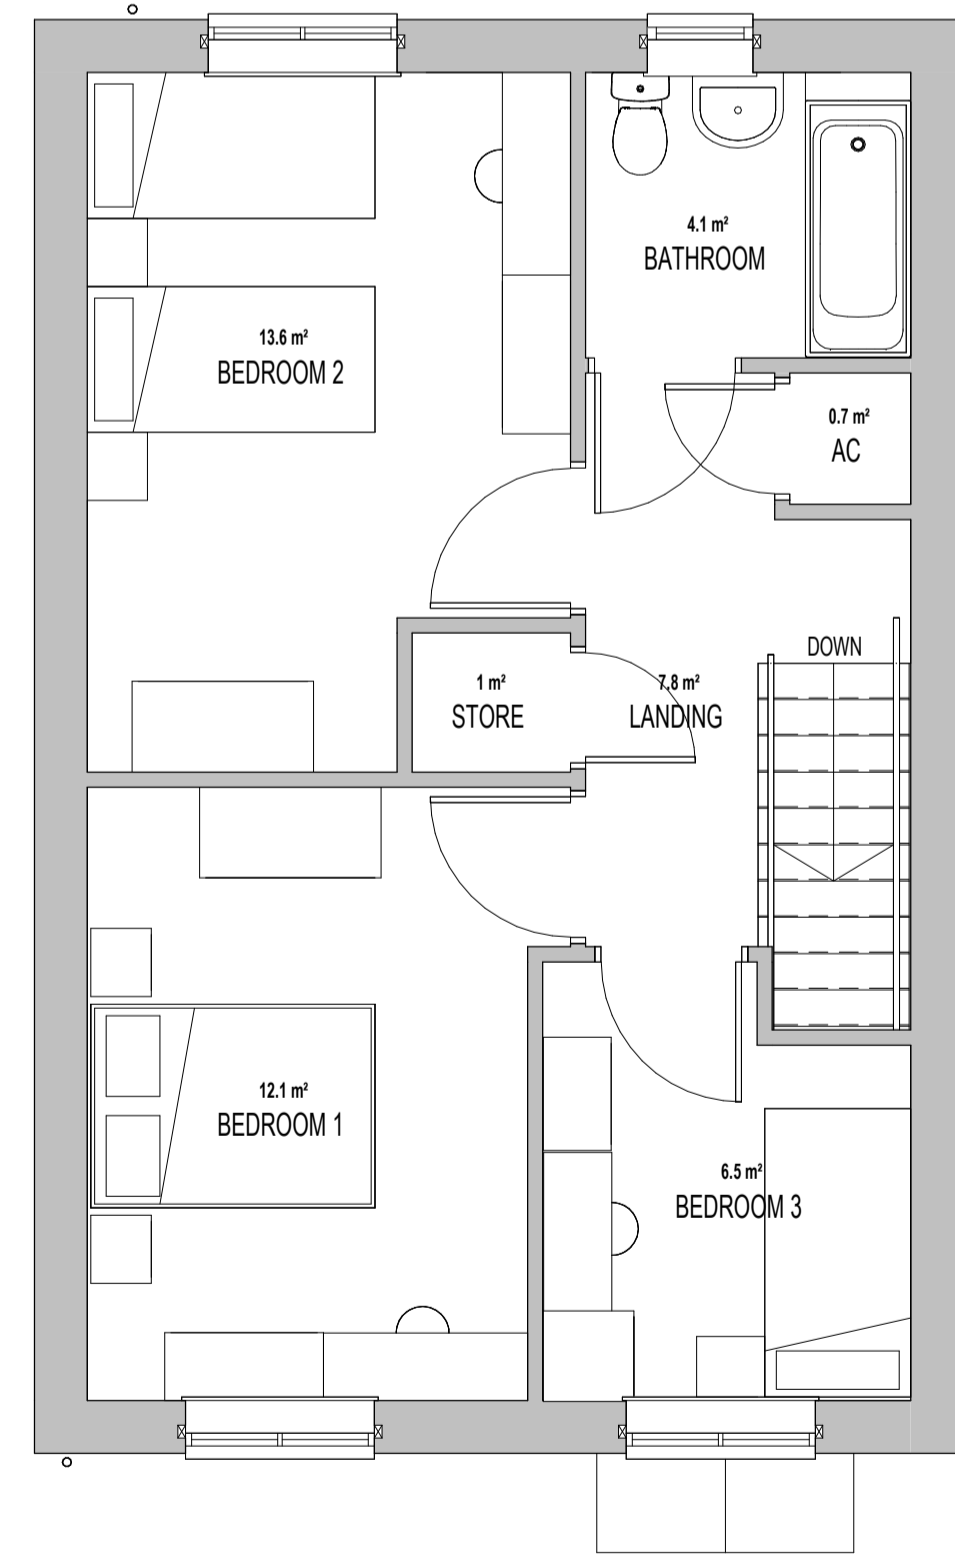 4.1 m²
BATHROOM
13.6 m²
BEDROOM 2
0.7 m²
AC
DOWN
1 m²
STORE
7.8 m²
LANDING
12.1 m²
BEDROOM 1
6.5 m²
BEDROOM 3